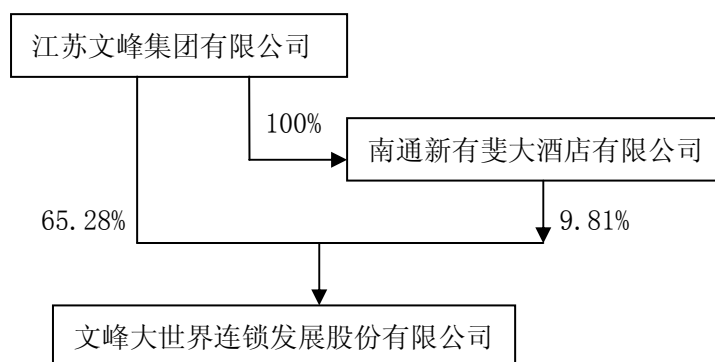 江苏文峰集团有限公司
100%
南通新有斐大酒店有限公司
65.28%
9.81%
文峰大世界连锁发展股份有限公司